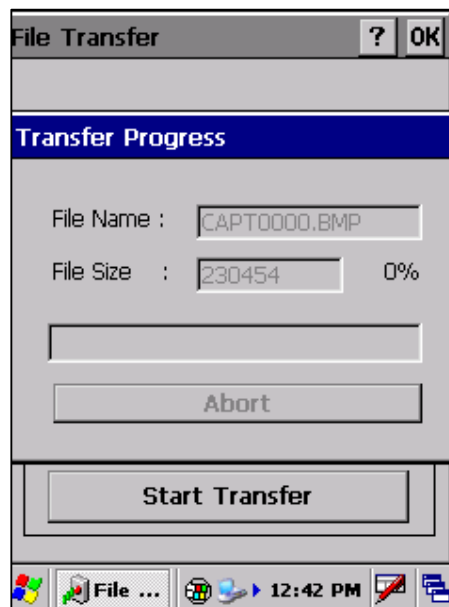 File Transfer ? OK
Transfer Progress
File Name : CAPT0000.BMP
File Size : 230454 0%
Abort
Start Transfer
File ... 12:42 PM